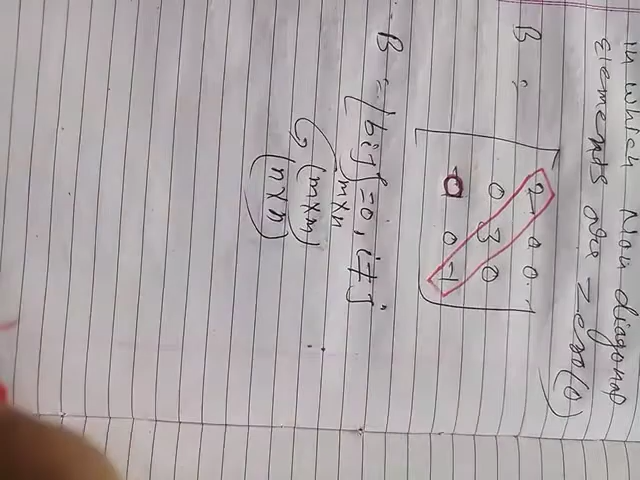 in which Non diagonal
elements are zero(0)
B =
2 0 0
0 3 0
0 0 -1
B = [bij = 0, i≠j
m×n
(m×m)
(n×n)